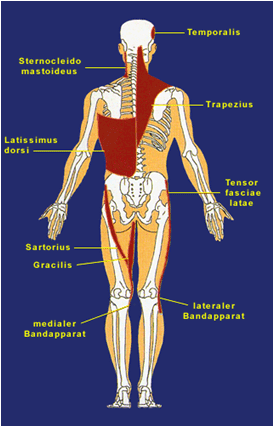 Temporalis
Sternocleido
mastoideus
Trapezius
Latissimus
dorsi
Tensor
fasciae
latae
Sartorius
Gracilis
lateraler
Bandapparat
medialer
Bandapparat